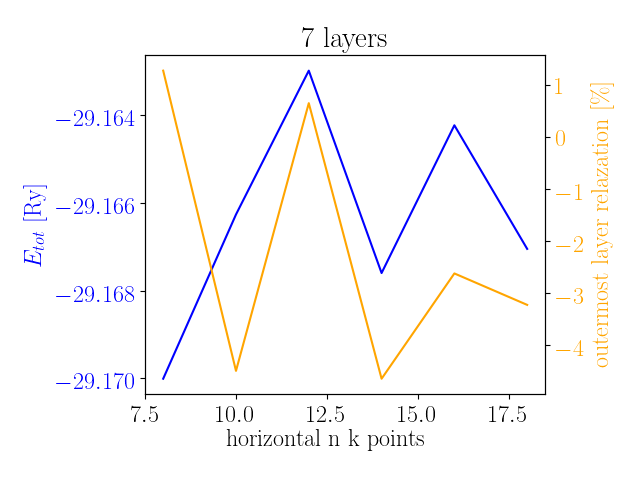 7 layers
E_tot [Ry]
−29.164
−29.166
−29.168
−29.170
1
0
−1
−2
−3
−4
outermost layer relazation [%]
7.5 10.0 12.5 15.0 17.5
horizontal n k points